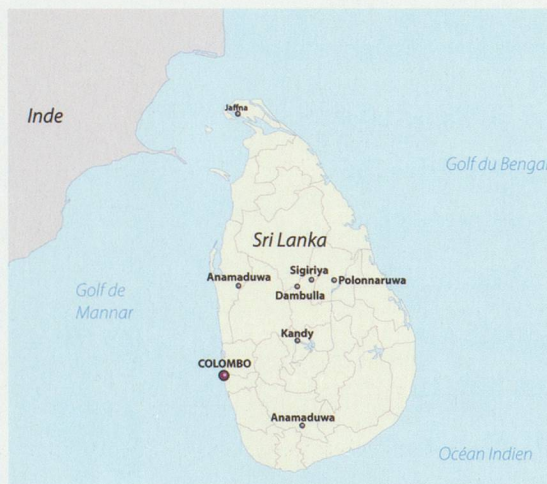 Jaffna
Inde
Golf du Bengal
Sri Lanka
Sigiriya
Anamaduwa
Polonnaruwa
Dambulla
Golf de
Mannar
Kandy
COLOMBO
Anamaduwa
Océan Indien